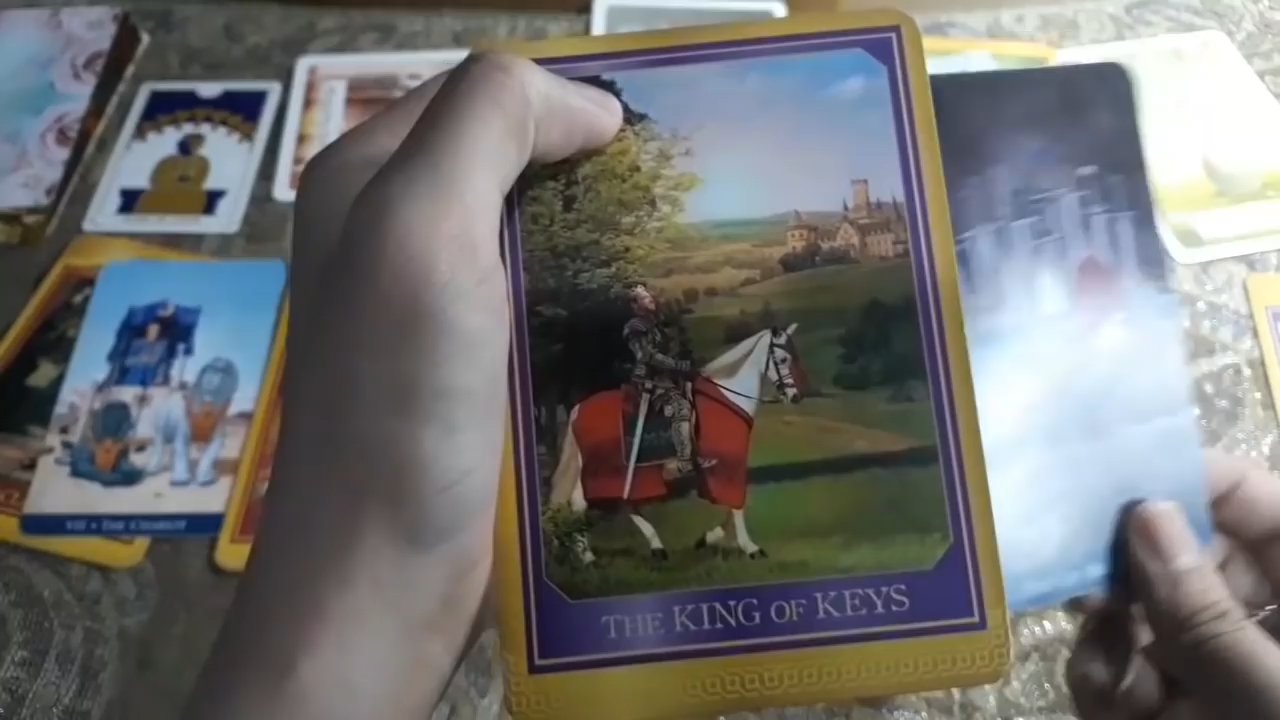 THE KING OF KEYS
VII • THE CHARIOT